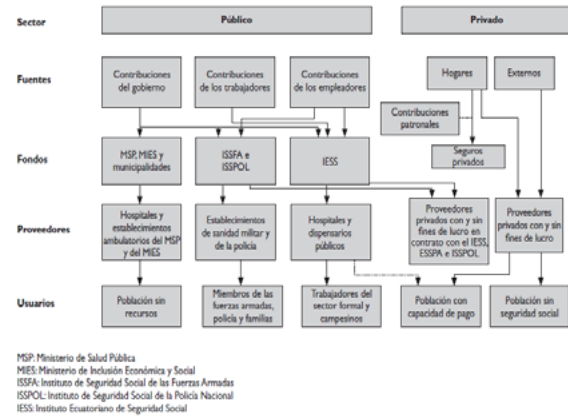 Sector
Público
Privado
Fuentes
Contribuciones
del gobierno
Contribuciones
de los trabajadores
Contribuciones
de los empleadores
Hogares
Externos
Contribuciones
patronales
Seguros
privados
Fondos
MSP, MIES y
municipalidades
ISSFA e
ISSPOL
IESS
Proveedores
Hospitales y
establecimientos
ambulatorios del MSP
y del MIES
Establecimientos
de sanidad militar y de
la policía
Hospitales y
dispensarios
públicos
Proveedores
privados con y sin
fines de lucro en
contrato con el IESS,
ESSPA e ISSPOL
Proveedores
privados con y sin
fines de lucro
Usuarios
Población sin
recursos
Miembros de las
fuerzas armadas,
policía y familias
Trabajadores del
sector formal y
campesinos
Población con
capacidad de pago
Población sin
seguridad social
MSP: Ministerio de Salud Pública
MIES: Ministerio de Inclusión Económica y Social
ISSFA: Instituto de Seguridad Social de las Fuerzas Armadas
ISSPOL: Instituto de Seguridad Social de la Policía Nacional
IESS: Instituto Ecuatoriano de Seguridad Social